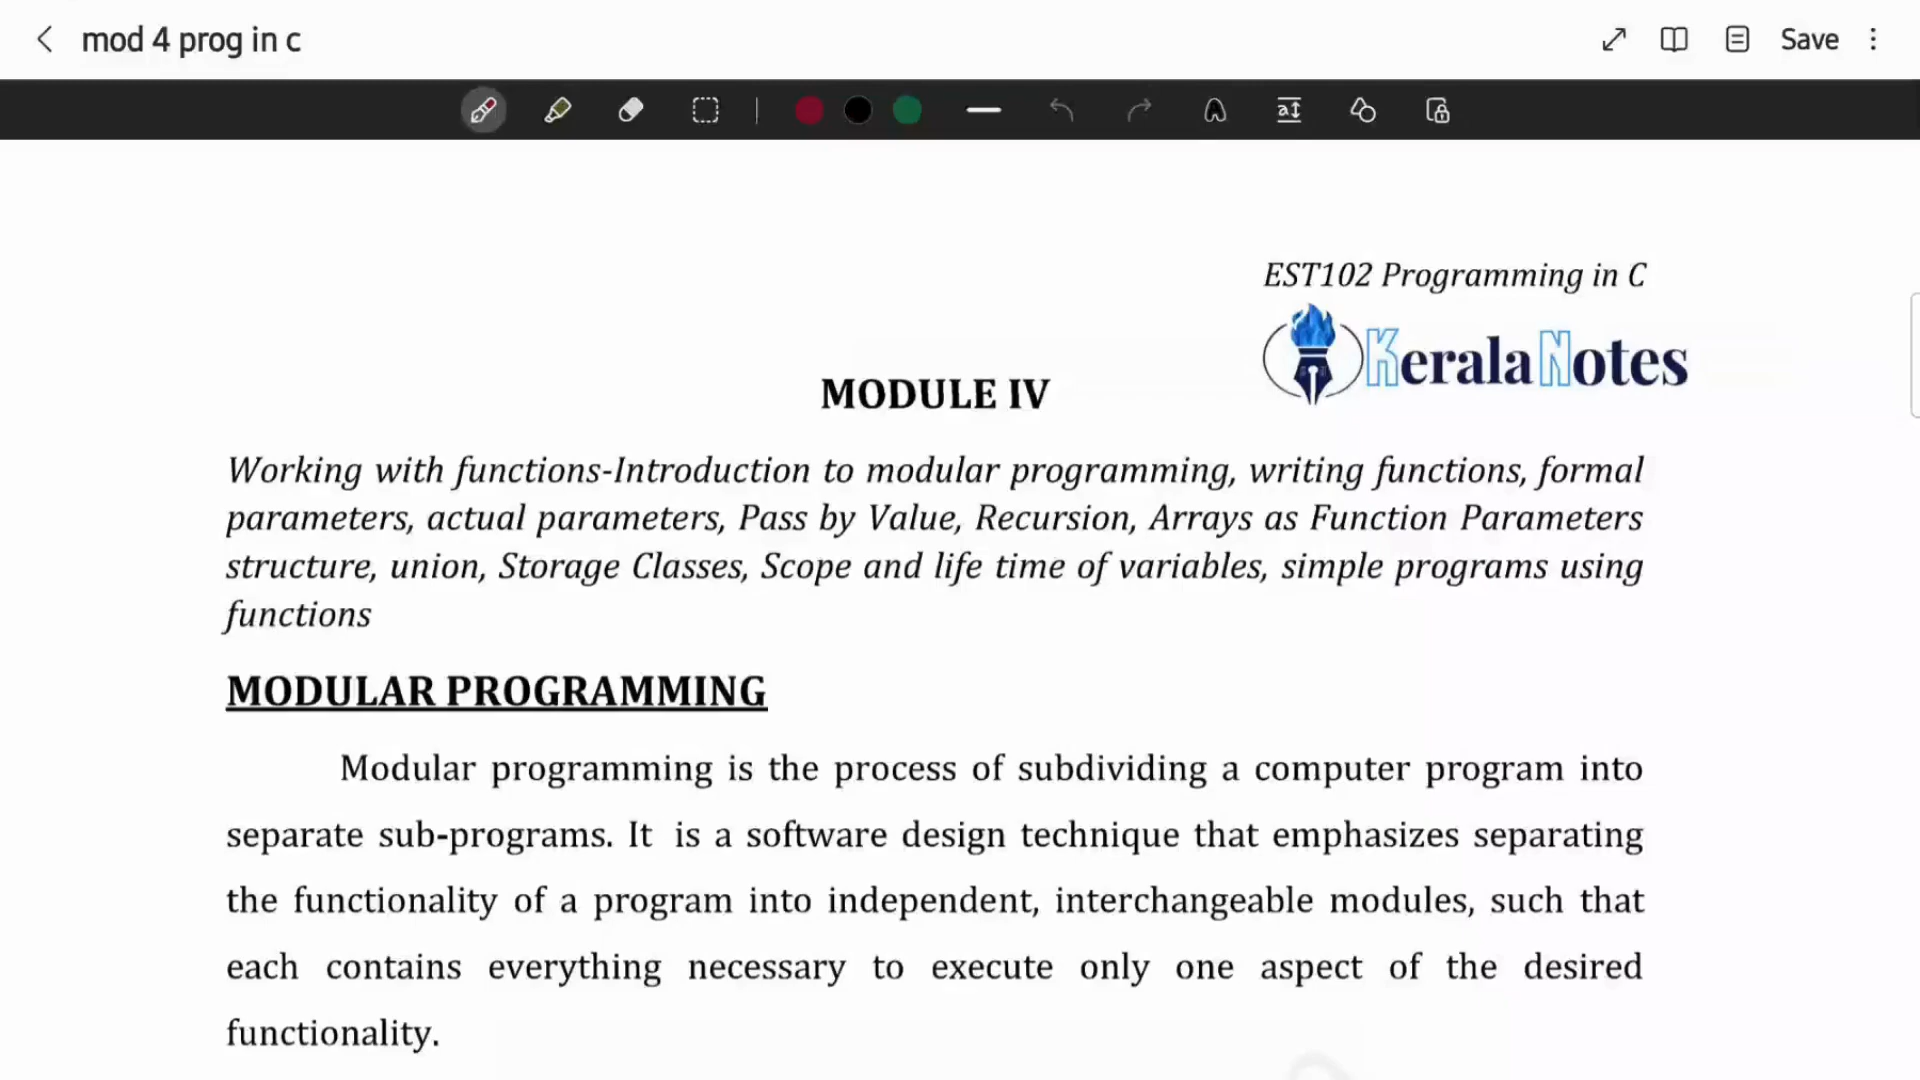 mod 4 prog in c
Save
EST102 Programming in C
KeralaNotes
MODULE IV
Working with functions-Introduction to modular programming, writing functions, formal
parameters, actual parameters, Pass by Value, Recursion, Arrays as Function Parameters
structure, union, Storage Classes, Scope and life time of variables, simple programs using
functions
MODULAR PROGRAMMING
Modular programming is the process of subdividing a computer program into
separate sub-programs. It is a software design technique that emphasizes separating
the functionality of a program into independent, interchangeable modules, such that
each contains everything necessary to execute only one aspect of the desired
functionality.